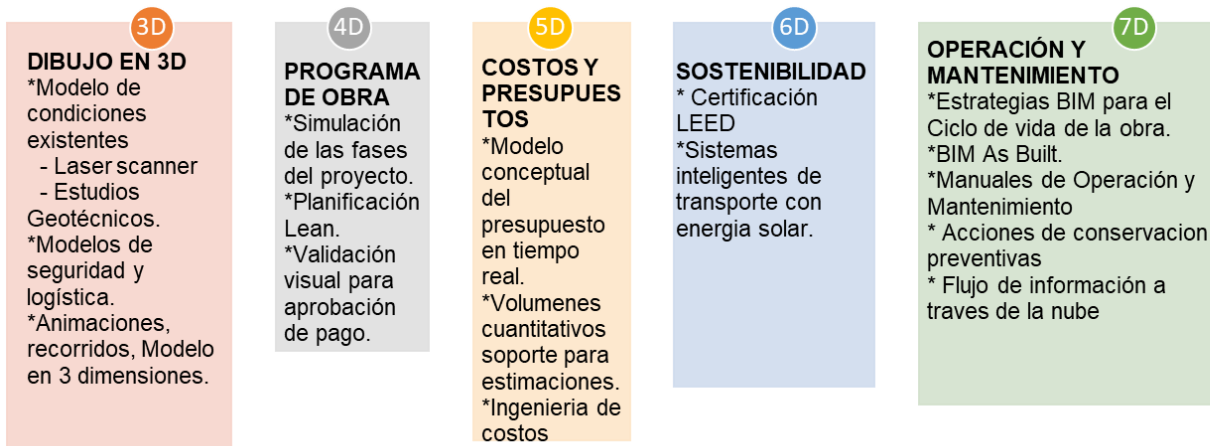 3D
DIBUJO EN 3D
*Modelo de
condiciones
existentes
- Laser scanner
- Estudios
Geotécnicos.
*Modelos de
seguridad y
logística.
*Animaciones,
recorridos, Modelo
en 3 dimensiones.
4D
PROGRAMA
DE OBRA
*Simulación
de las fases
del proyecto.
*Planificación
Lean.
*Validación
visual para
aprobación
de pago.
5D
COSTOS Y
PRESUPUES
TOS
*Modelo
conceptual
del
presupuesto
en tiempo
real.
*Volumenes
cuantitativos
soporte para
estimaciones.
*Ingenieria de
costos
6D
SOSTENIBILIDAD
* Certificación
LEED
*Sistemas
inteligentes de
transporte con
energia solar.
7D
OPERACIÓN Y
MANTENIMIENTO
*Estrategias BIM para el
Ciclo de vida de la obra.
*BIM As Built.
*Manuales de Operación y
Mantenimiento
* Acciones de conservacion
preventivas
* Flujo de información a
traves de la nube